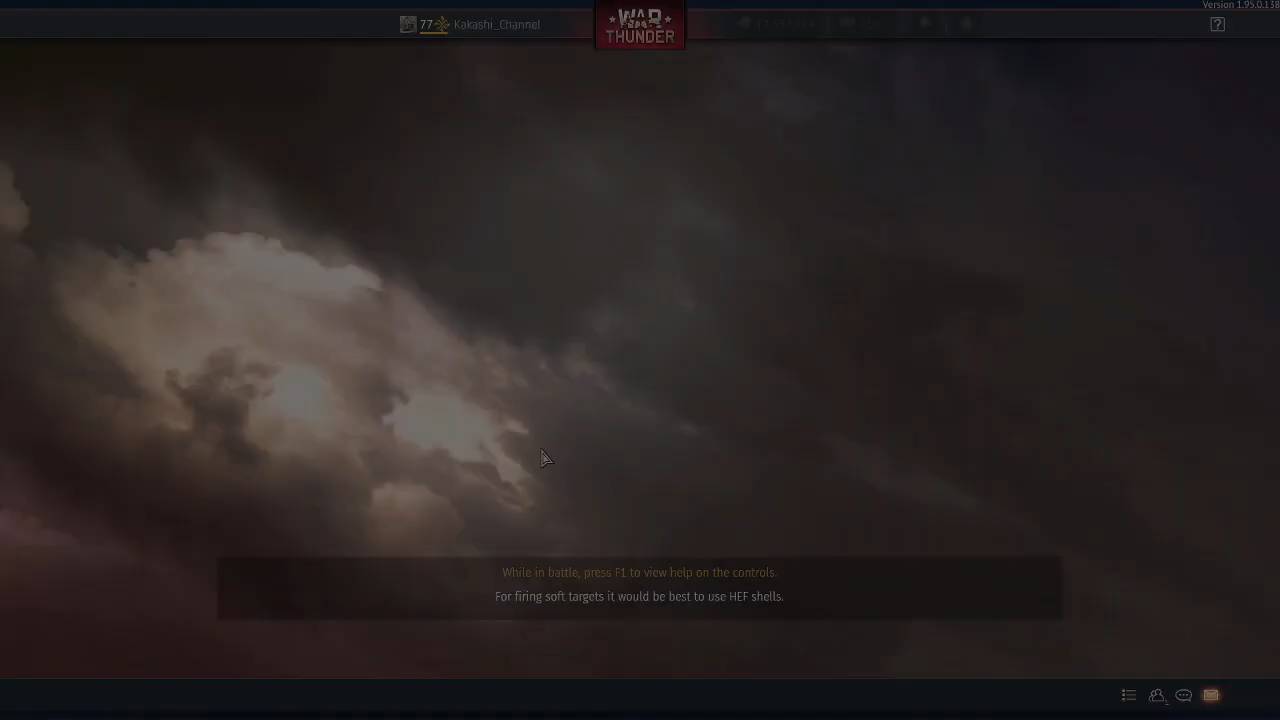 Version 1.95.0.138
77 Kakashi_Channel
WAR
THUNDER
While in battle, press F1 to view help on the controls.
For firing soft targets it would be best to use HEF shells.